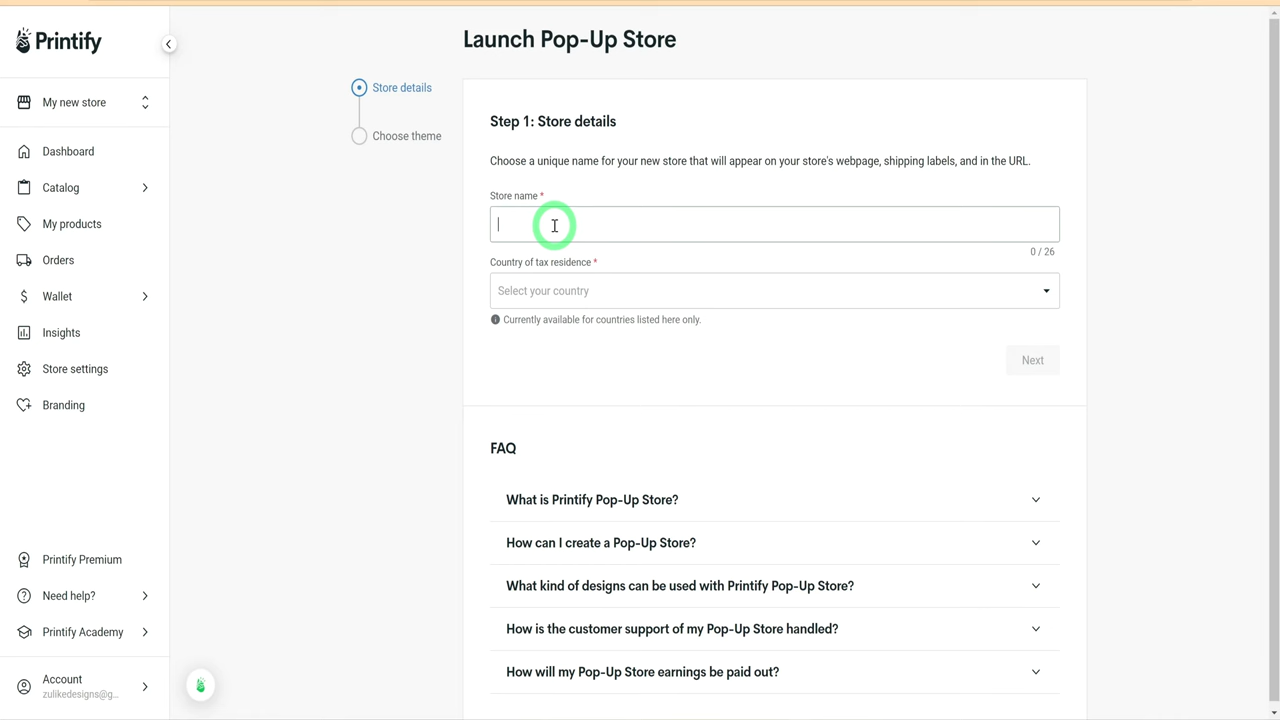 Printify
My new store
Dashboard
Catalog
My products
Orders
Wallet
Insights
Store settings
Branding
Printify Premium
Need help?
Printify Academy
Account
zulikedesigns@g...
Launch Pop-Up Store
Store details
Choose theme
Step 1: Store details
Choose a unique name for your new store that will appear on your store's webpage, shipping labels, and in the URL.
Store name *
0 / 26
Country of tax residence *
Select your country
Currently available for countries listed here only.
Next
FAQ
What is Printify Pop-Up Store?
How can I create a Pop-Up Store?
What kind of designs can be used with Printify Pop-Up Store?
How is the customer support of my Pop-Up Store handled?
How will my Pop-Up Store earnings be paid out?